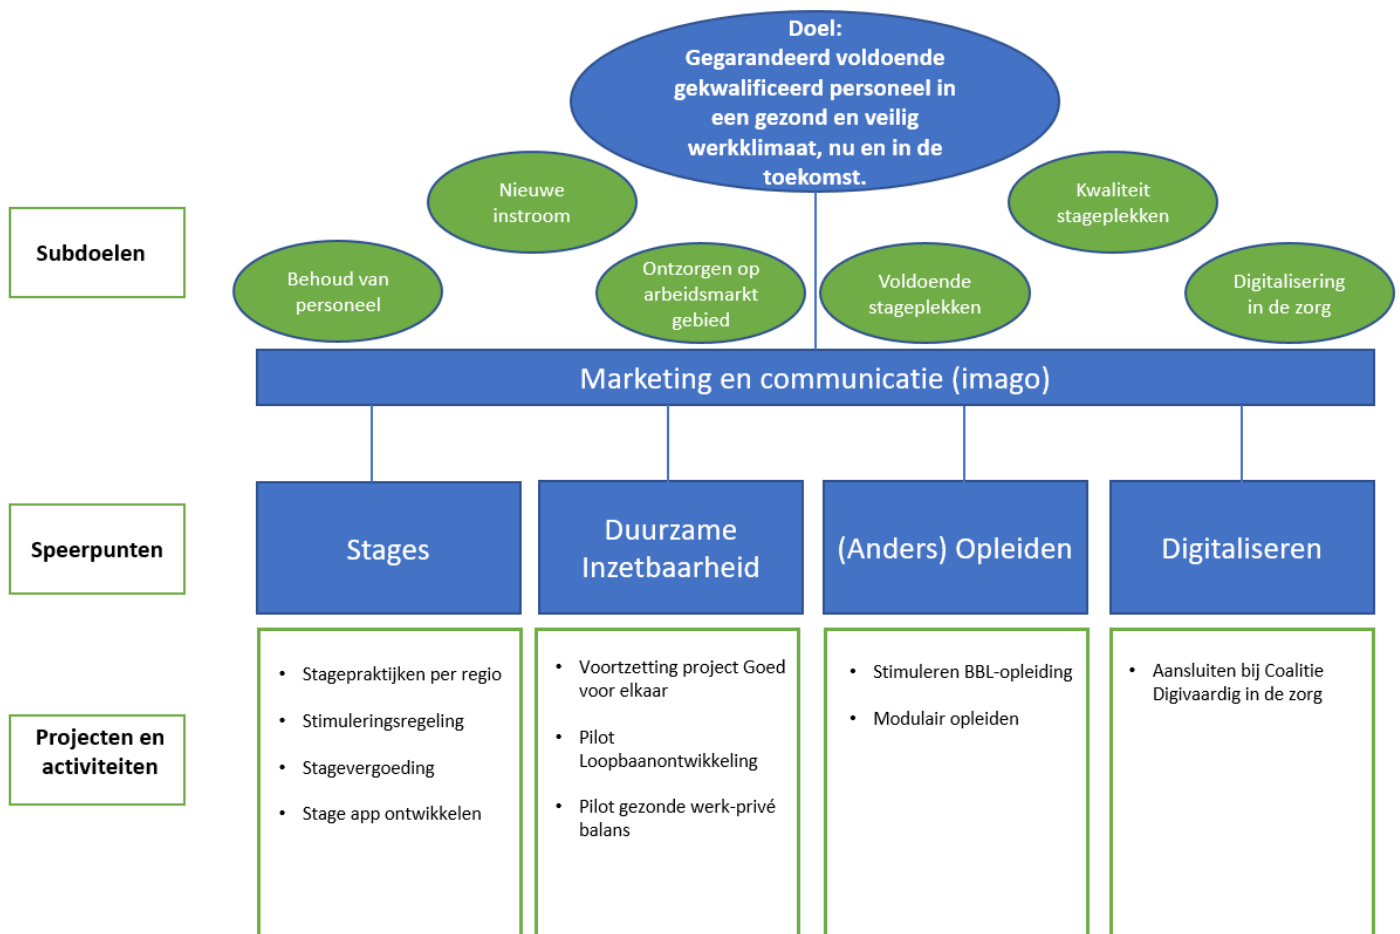 Doel:
Gegarandeerd voldoende
gekwalificeerd personeel in
een gezond en veilig
werkklimaat, nu en in de
toekomst.
Subdoelen
Behoud van
personeel
Nieuwe
instroom
Ontzorgen op
arbeidsmarkt
gebied
Voldoende
stageplekken
Kwaliteit
stageplekken
Digitalisering
in de zorg
Marketing en communicatie (imago)
Speerpunten
Stages
Duurzame
Inzetbaarheid
(Anders) Opleiden
Digitaliseren
Projecten en
activiteiten
• Stagepraktijken per regio
• Stimuleringsregeling
• Stagevergoeding
• Stage app ontwikkelen
• Voortzetting project Goed
voor elkaar
• Pilot
Loopbaanontwikkeling
• Pilot gezonde werk-privé
balans
• Stimuleren BBL-opleiding
• Modulair opleiden
• Aansluiten bij Coalitie
Digivaardig in de zorg